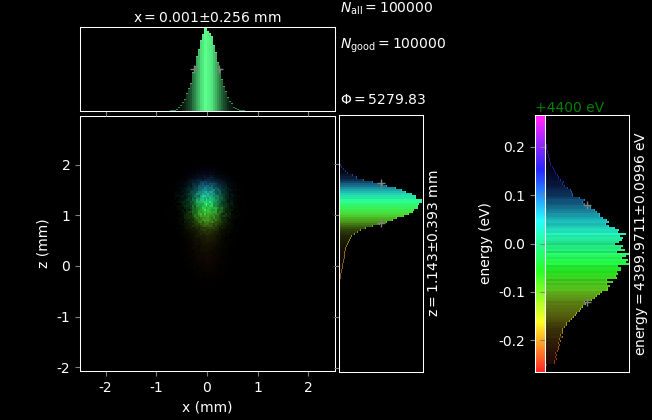 x = 0.001±0.256 mm
N_all = 100000
N_good = 100000
Φ = 5279.83
z (mm)
2
1
0
-1
-2
-2
-1
0
1
2
x (mm)
z = 1.143±0.393 mm
+4400 eV
energy (eV)
0.2
0.1
0.0
-0.1
-0.2
energy = 4399.9711±0.0996 eV